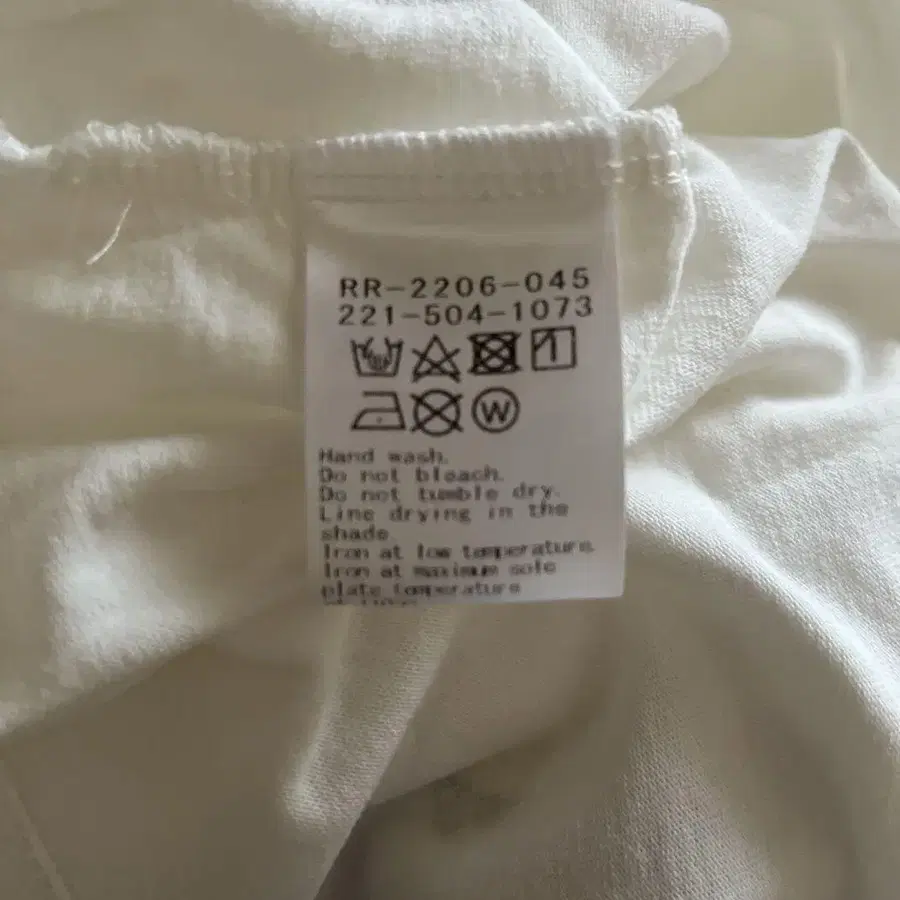 RR-2206-045
221-504-1073
W
Hand wash.
Do not bleach.
Do not tumble dry.
Line drying in the
shade.
Iron at low temperature.
Iron at maximum sole
plate temperature